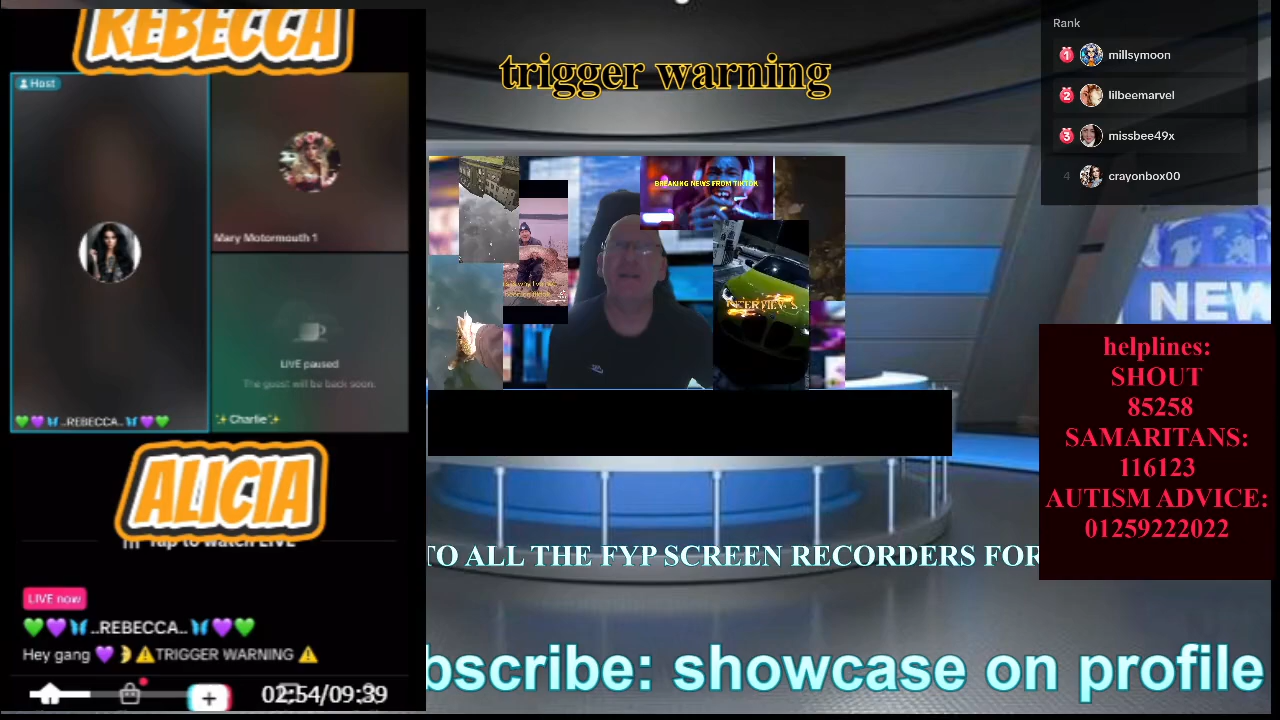 REBECCA
Host
Mary Motormouth 1
LIVE paused
The guest will be back soon.
💚💜🦋..REBECCA..🦋💜💚
✨Charlie✨
ALICIA
Tap to watch LIVE
LIVE now
💚💜🦋..REBECCA..🦋💜💚
Hey gang 💜🌛⚠️TRIGGER WARNING ⚠️
02:54/09:39
trigger warning
BREAKING NEWS FROM TIKTOK
TO ALL THE FYP SCREEN RECORDERS FOR
bscribe: showcase on profile
Rank
1 millsymoon
2 lilbeemarvel
3 missbee49x
4 crayonbox00
NEW
helplines:
SHOUT
85258
SAMARITANS:
116123
AUTISM ADVICE:
01259222022